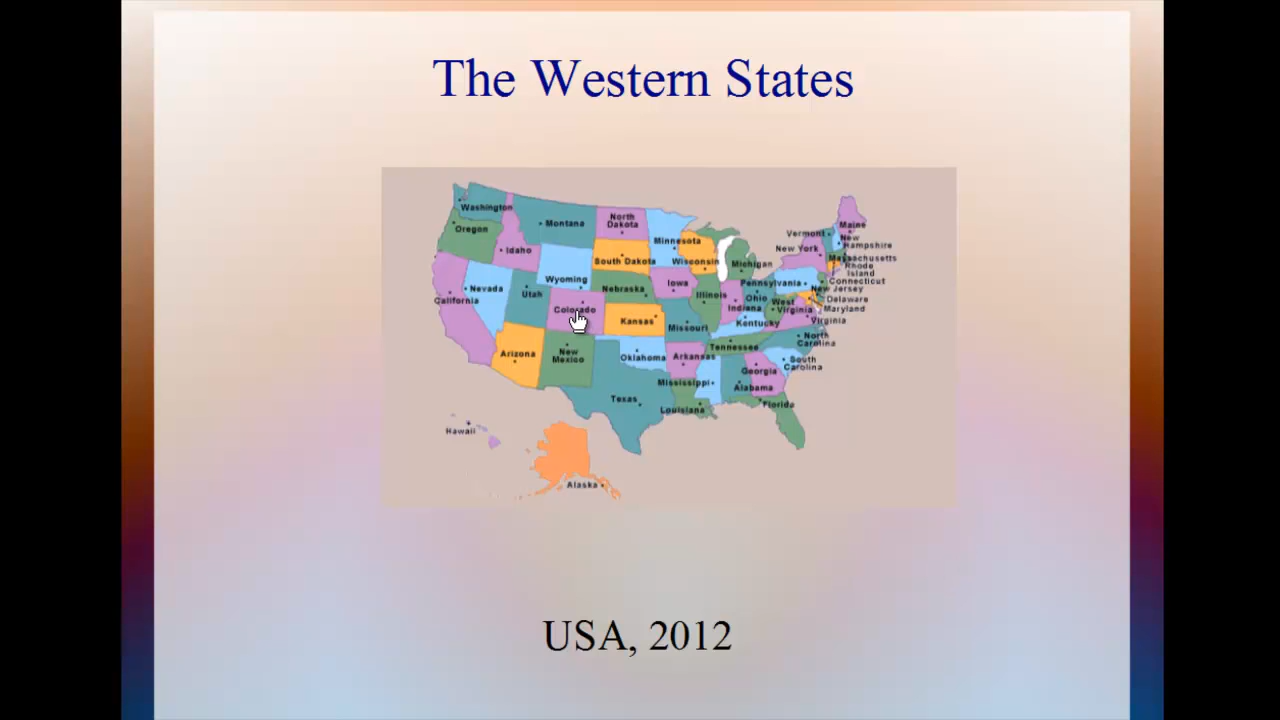 The Western States
Washington
Oregon
Idaho
Montana
North
Dakota
Minnesota
South Dakota
Wisconsin
Michigan
Wyoming
Nebraska
Iowa
Illinois
Indiana
Ohio
Pennsylvania
New York
Vermont
Maine
New
Hampshire
Massachusetts
Rhode
Island
Connecticut
New Jersey
Delaware
Maryland
West
Virginia
Virginia
California
Nevada
Utah
Colorado
Kansas
Missouri
Kentucky
North
Carolina
Tennessee
South
Carolina
Arizona
New
Mexico
Oklahoma
Arkansas
Georgia
Mississippi
Alabama
Texas
Louisiana
Florida
Hawaii
Alaska
USA, 2012